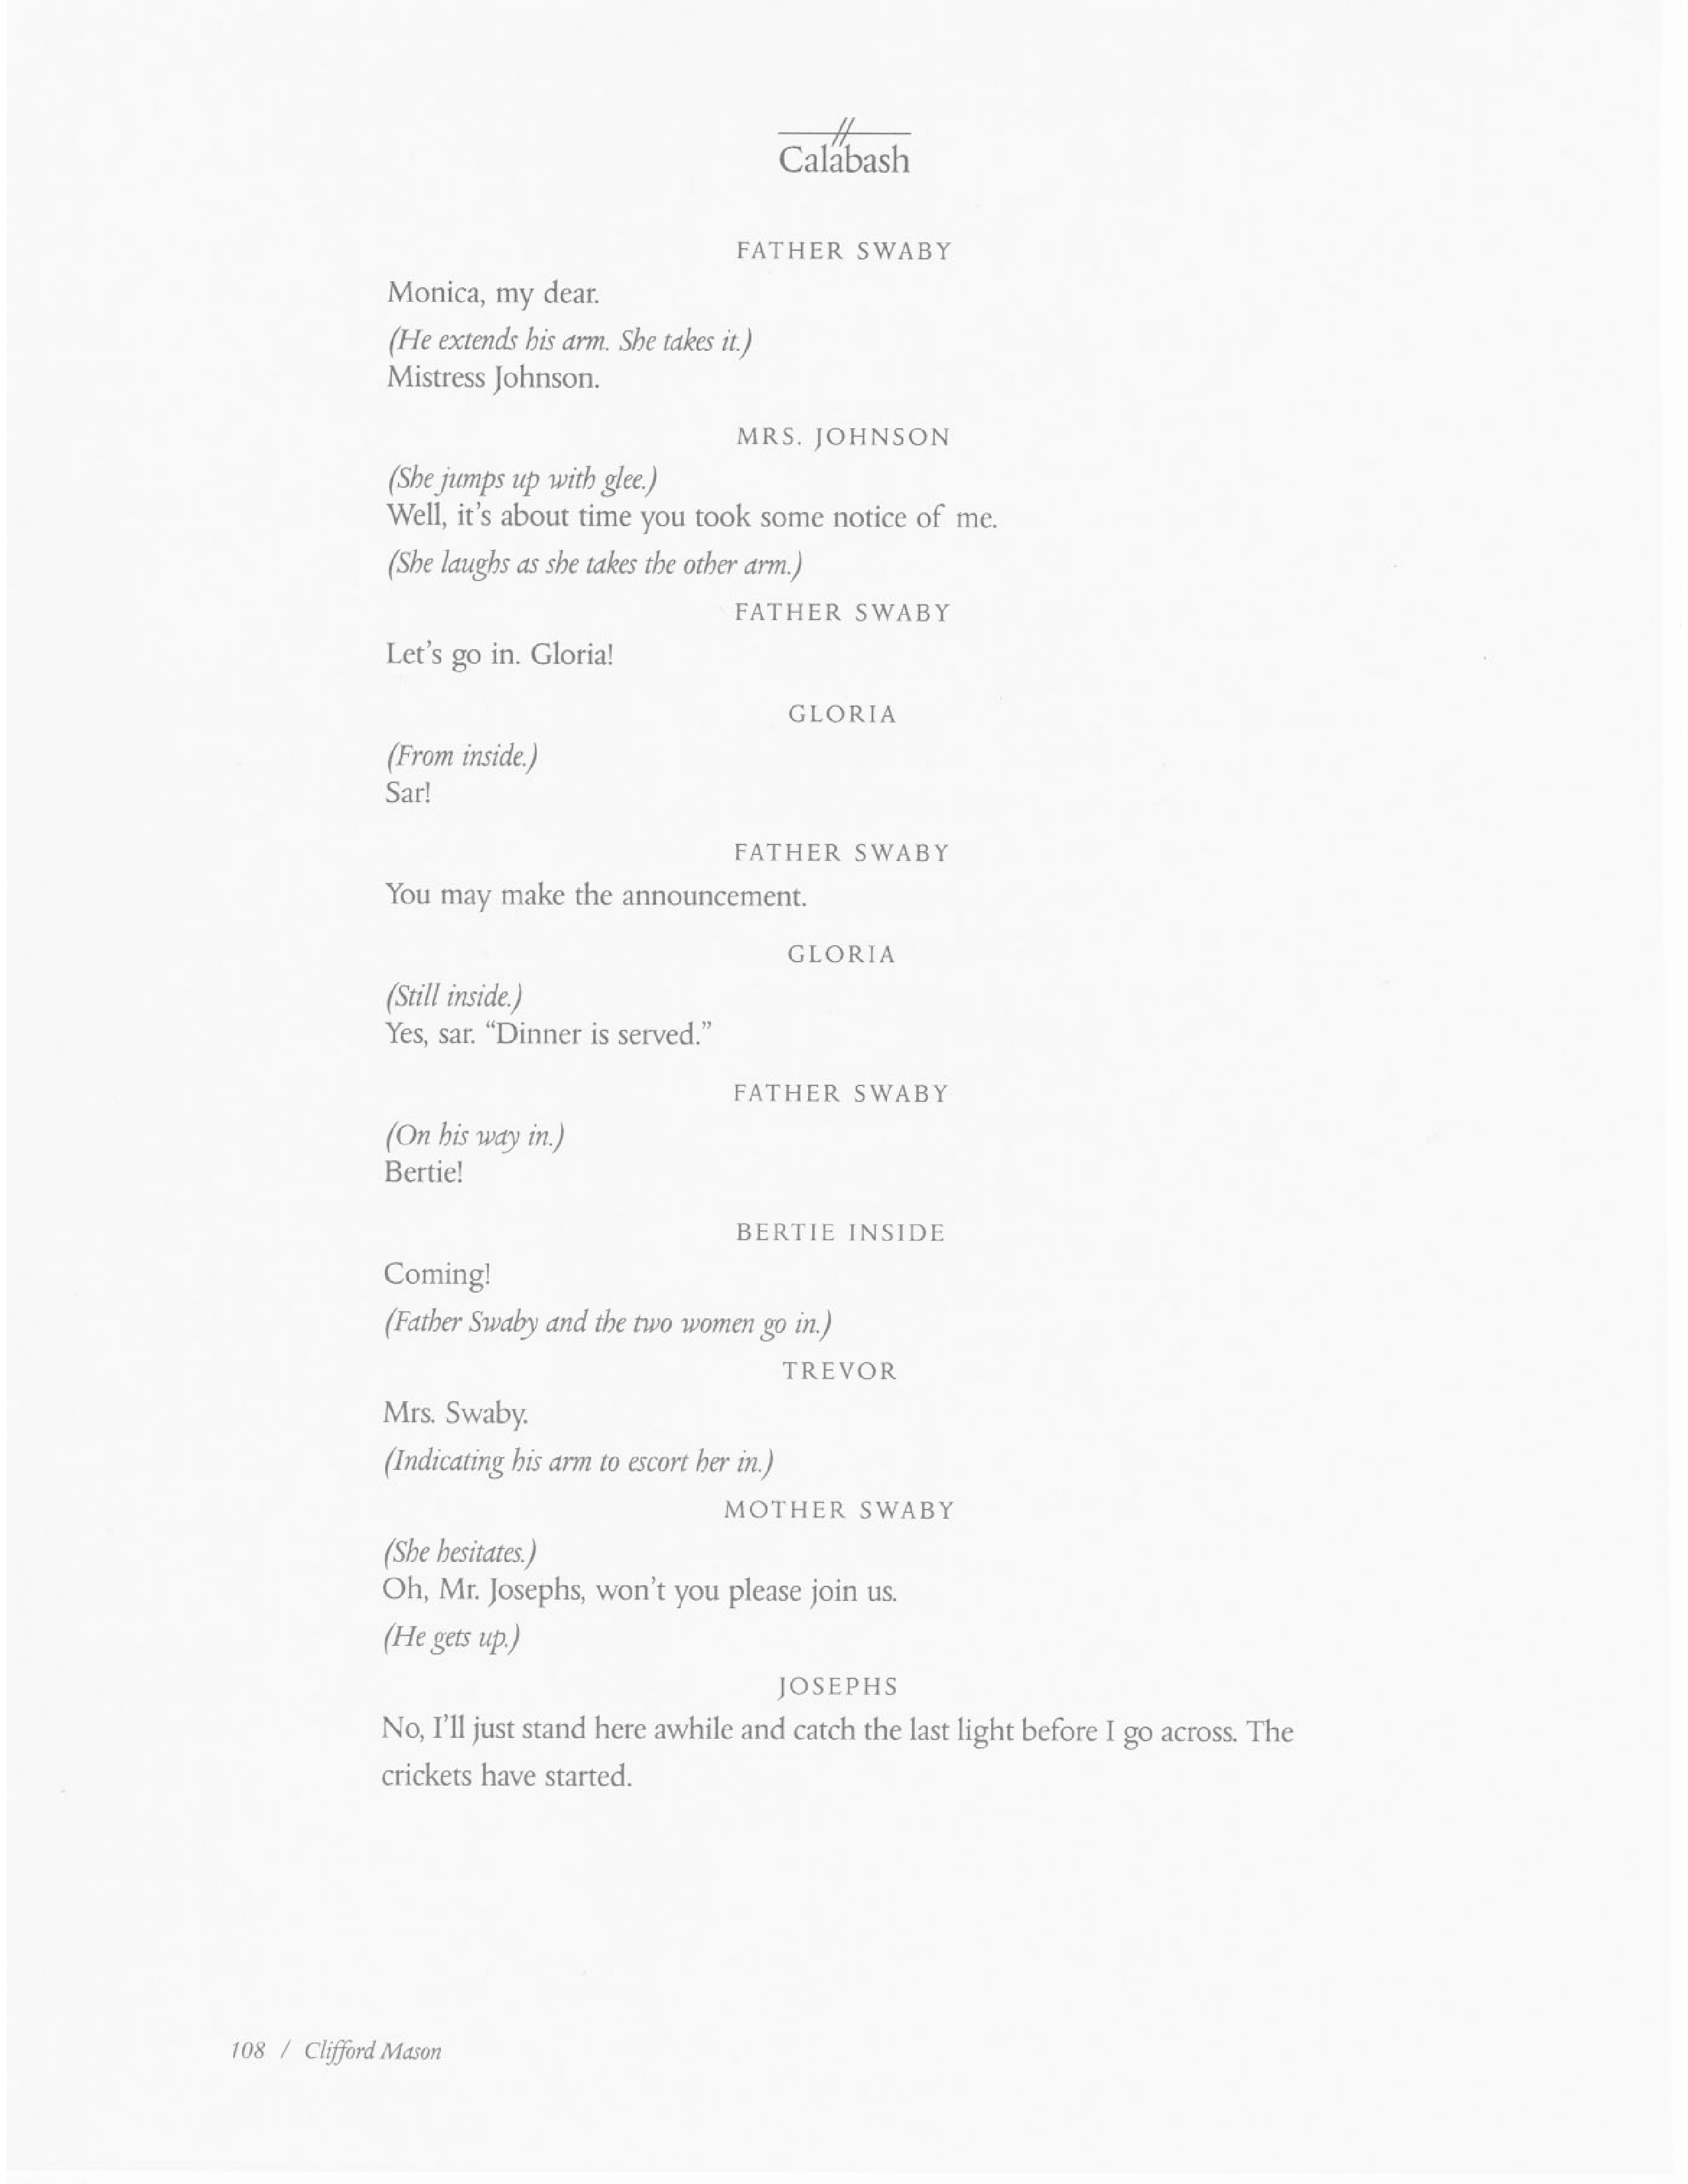 Calabash
FATHER SWABY
Monica, my dear.
(He extends his arm. She takes it.)
Mistress Johnson.
MRS. JOHNSON
(She jumps up with glee.)
Well, it's about time you took some notice of me.
(She laughs as she takes the other arm.)
FATHER SWABY
Let's go in. Gloria!
GLORIA
(From inside.)
Sar!
FATHER SWABY
You may make the announcement.
GLORIA
(Still inside.)
Yes, sar. “Dinner is served.”
FATHER SWABY
(On his way in.)
Bertie!
BERTIE INSIDE
Coming!
(Father Swaby and the two women go in.)
TREVOR
Mrs. Swaby.
(Indicating his arm to escort her in.)
MOTHER SWABY
(She hesitates.)
Oh, Mr. Josephs, won't you please join us.
(He gets up.)
JOSEPHS
No, I'll just stand here awhile and catch the last light before I go across. The
crickets have started.
108 / Clifford Mason